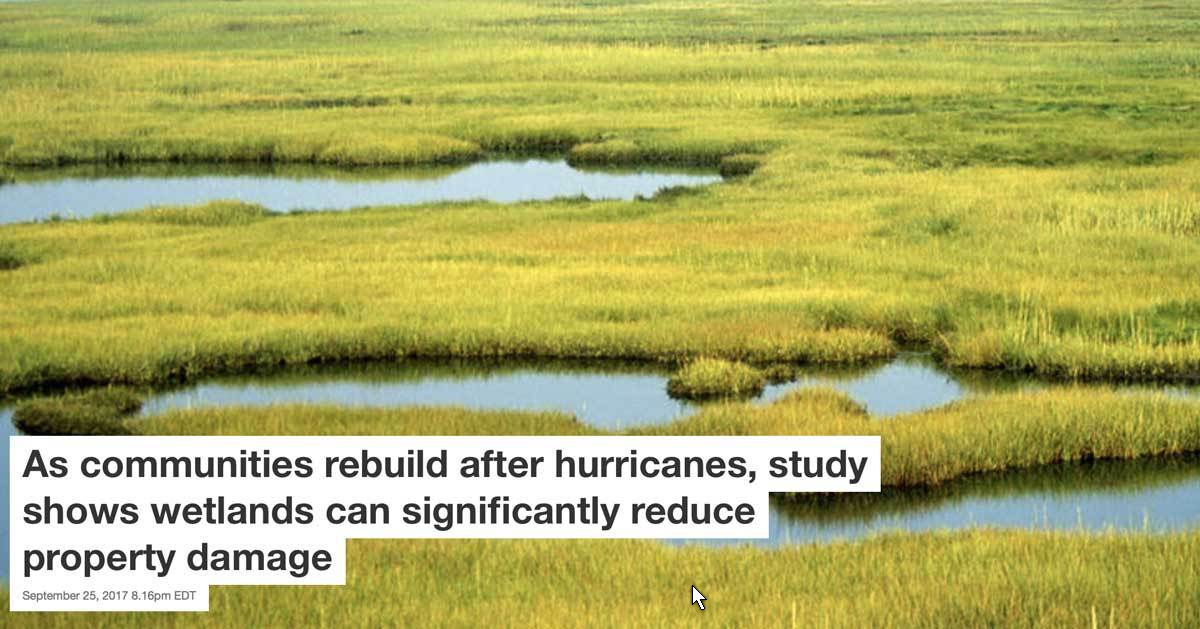 As communities rebuild after hurricanes, study
shows wetlands can significantly reduce
property damage
September 25, 2017 8.16pm EDT